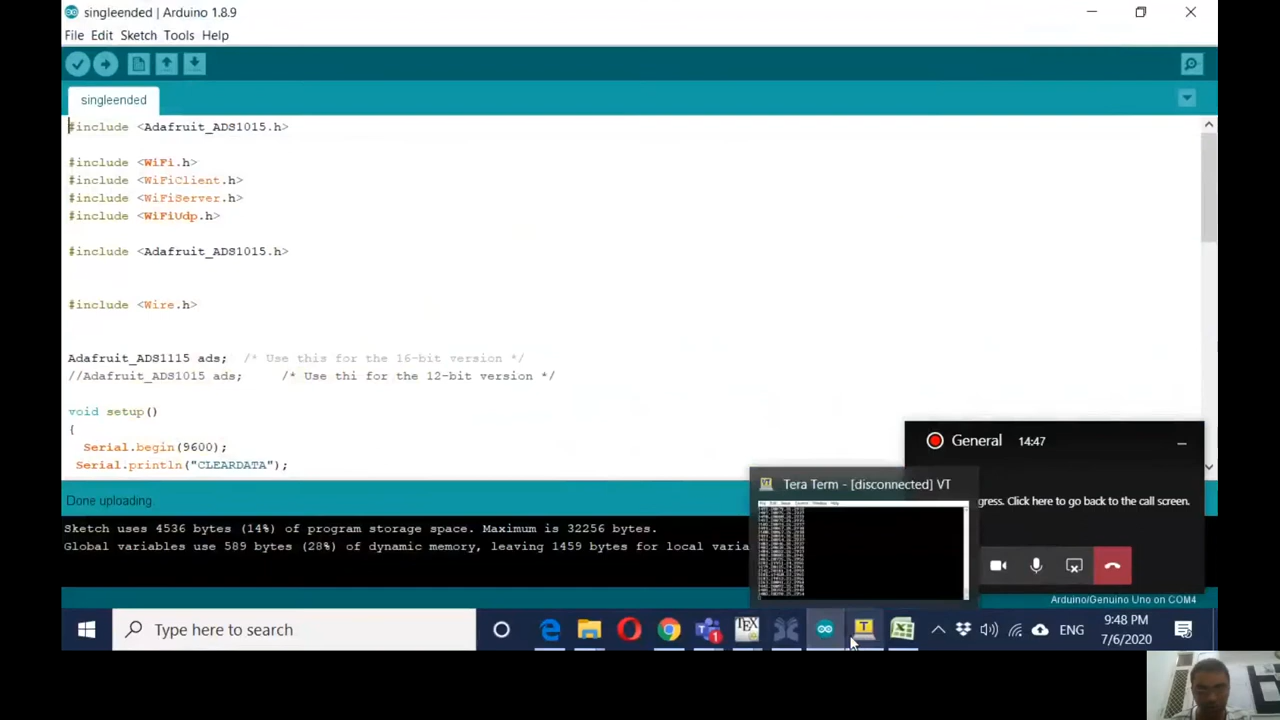 singleended | Arduino 1.8.9
File Edit Sketch Tools Help
singleended
#include <Adafruit_ADS1015.h>
#include <WiFi.h>
#include <WiFiClient.h>
#include <WiFiServer.h>
#include <WiFiUdp.h>
#include <Adafruit_ADS1015.h>
#include <Wire.h>
Adafruit_ADS1115 ads;  /* Use this for the 16-bit version */
//Adafruit_ADS1015 ads;     /* Use thi for the 12-bit version */
void setup()
{
Serial.begin(9600);
Serial.println("CLEARDATA");
General 14:47
gress. Click here to go back to the call screen.
Tera Term - [disconnected] VT
Done uploading.
Sketch uses 4536 bytes (14%) of program storage space. Maximum is 32256 bytes.
Global variables use 589 bytes (28%) of dynamic memory, leaving 1459 bytes for local varia
Arduino/Genuino Uno on COM4
Type here to search
ENG
9:48 PM
7/6/2020